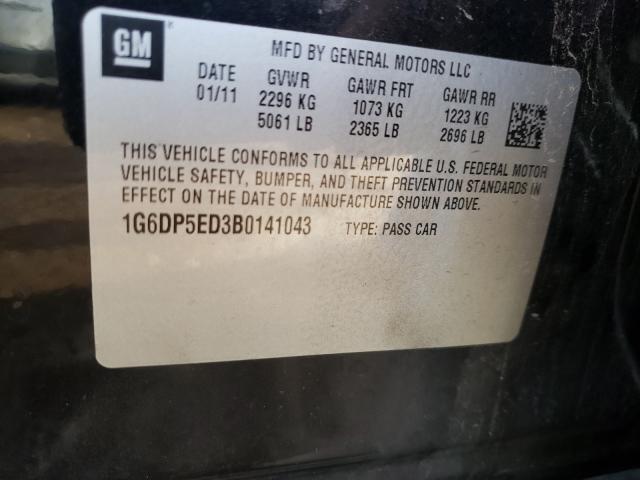 GM
MFD BY GENERAL MOTORS LLC
DATE GVWR GAWR FRT GAWR RR
01/11 2296 KG 1073 KG 1223 KG
5061 LB 2365 LB 2696 LB
THIS VEHICLE CONFORMS TO ALL APPLICABLE U.S. FEDERAL MOTOR
VEHICLE SAFETY, BUMPER, AND THEFT PREVENTION STANDARDS IN
EFFECT ON THE DATE OF MANUFACTURE SHOWN ABOVE.
1G6DP5ED3B0141043 TYPE: PASS CAR